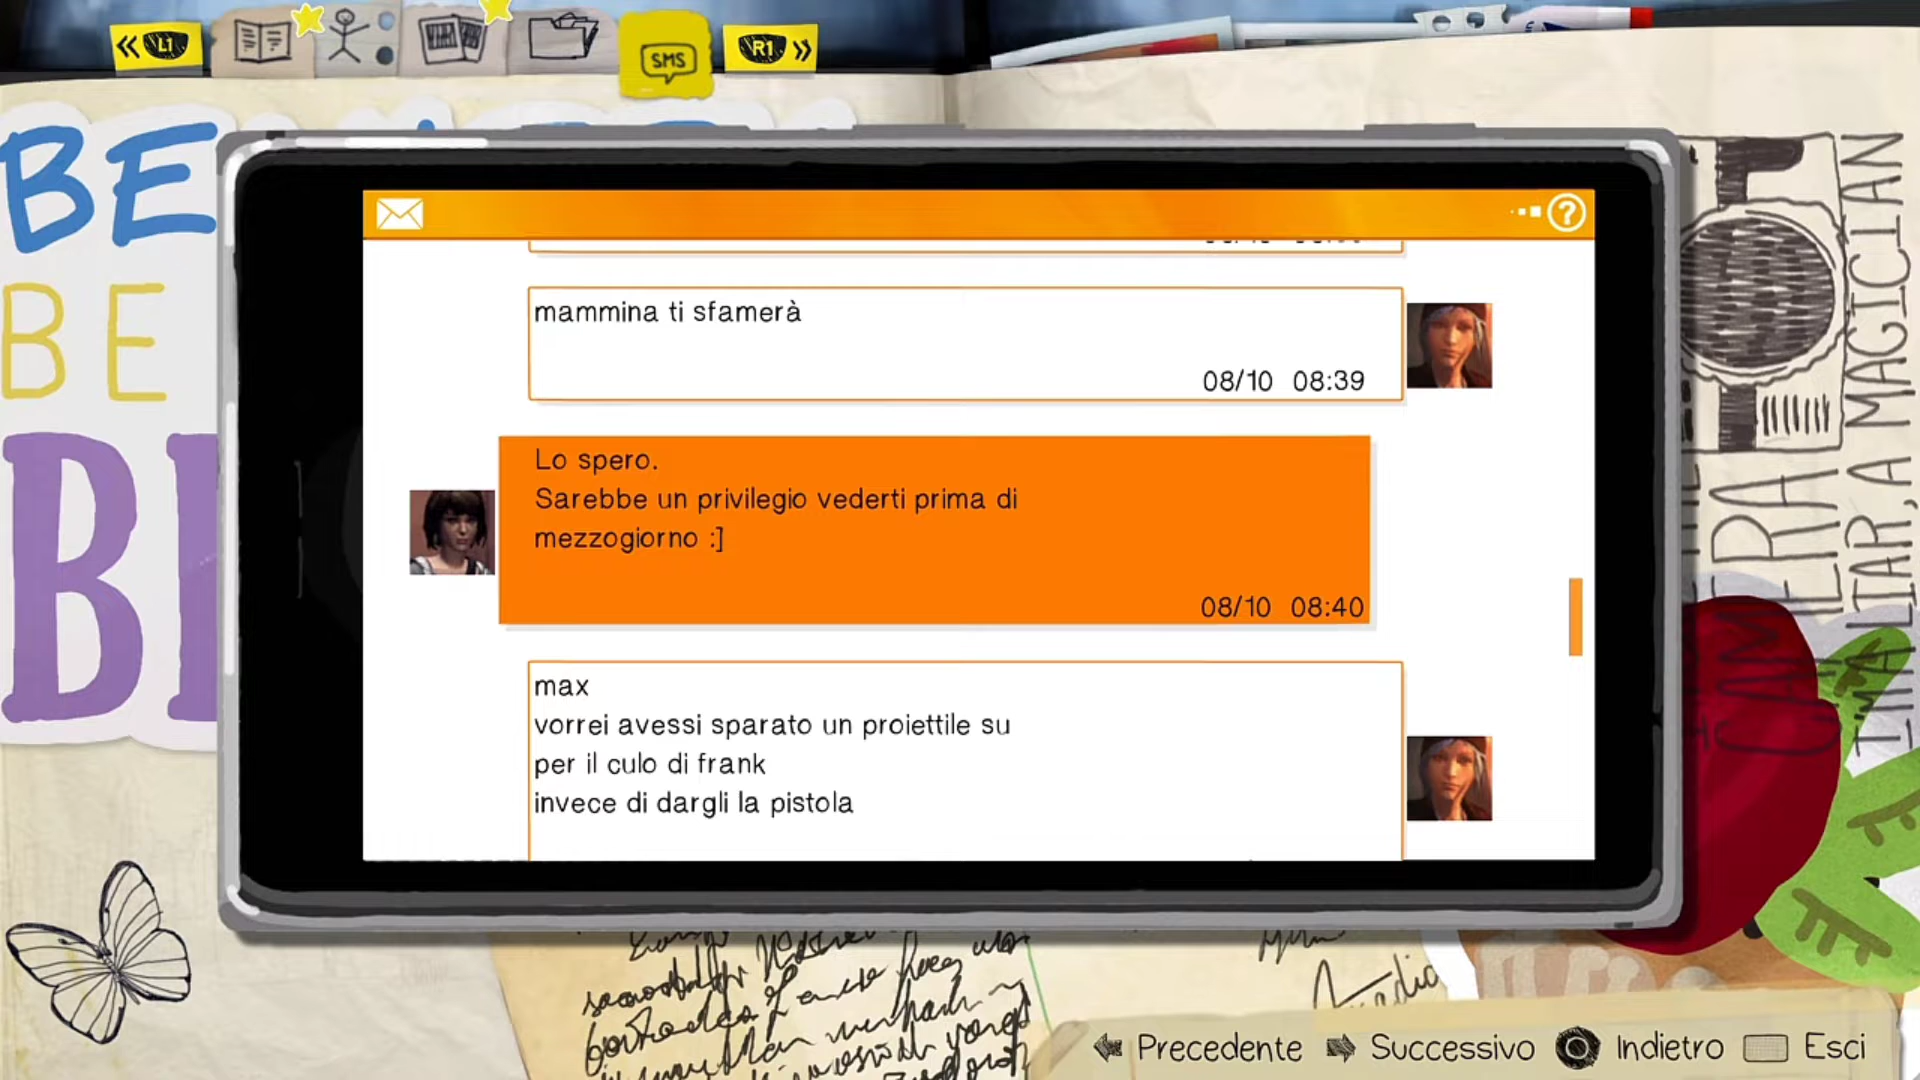 L1
SMS
R1
BE
BE
mammina ti sfamerà
08/10 08:39
Lo spero.
Sarebbe un privilegio vederti prima di
mezzogiorno :]
08/10 08:40
max
vorrei avessi sparato un proiettile su
per il culo di frank
invece di dargli la pistola
CAMERA
A MAGICIAN
Precedente
Successivo
Indietro
Esci